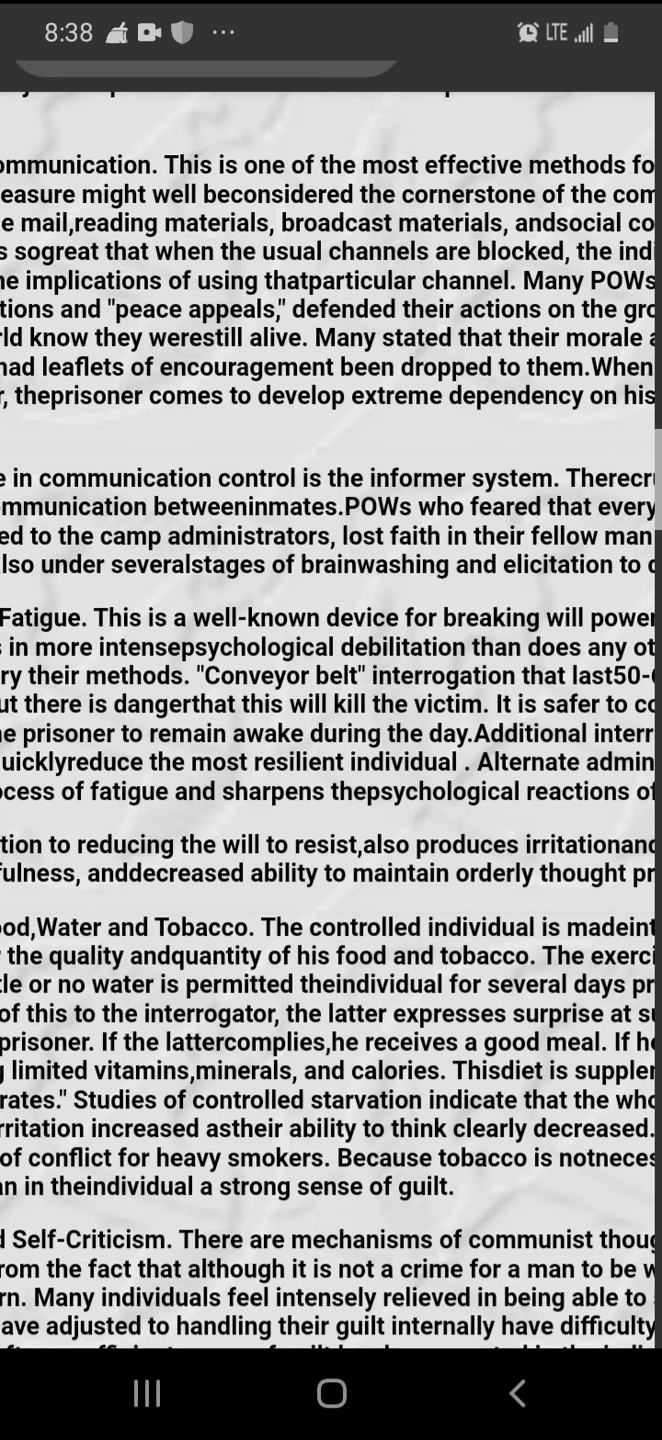 8:38
LTE
ommunication. This is one of the most effective methods fo
easure might well beconsidered the cornerstone of the com
e mail,reading materials, broadcast materials, andsocial co
s sogreat that when the usual channels are blocked, the indi
ne implications of using thatparticular channel. Many POWs
tions and "peace appeals," defended their actions on the gro
rld know they werestill alive. Many stated that their morale a
had leaflets of encouragement been dropped to them.When
r, theprisoner comes to develop extreme dependency on his
e in communication control is the informer system. Therecru
ommunication betweeninmates.POWs who feared that every
ed to the camp administrators, lost faith in their fellow man
also under severalstages of brainwashing and elicitation to
Fatigue. This is a well-known device for breaking will power
s in more intensepsychological debilitation than does any ot
ry their methods. "Conveyor belt" interrogation that last50-
ut there is dangerthat this will kill the victim. It is safer to co
ne prisoner to remain awake during the day.Additional interr
uicklyreduce the most resilient individual . Alternate admin
ocess of fatigue and sharpens thepsychological reactions of
tion to reducing the will to resist,also produces irritationand
fulness, anddecreased ability to maintain orderly thought pr
ood,Water and Tobacco. The controlled individual is madeint
r the quality andquantity of his food and tobacco. The exerci
tle or no water is permitted theindividual for several days pr
of this to the interrogator, the latter expresses surprise at su
prisoner. If the lattercomplies,he receives a good meal. If he
g limited vitamins,minerals, and calories. Thisdiet is supplem
rates." Studies of controlled starvation indicate that the who
rritation increased astheir ability to think clearly decreased.
of conflict for heavy smokers. Because tobacco is notneces
an in theindividual a strong sense of guilt.
d Self-Criticism. There are mechanisms of communist thoug
rom the fact that although it is not a crime for a man to be w
rn. Many individuals feel intensely relieved in being able to
ave adjusted to handling their guilt internally have difficulty